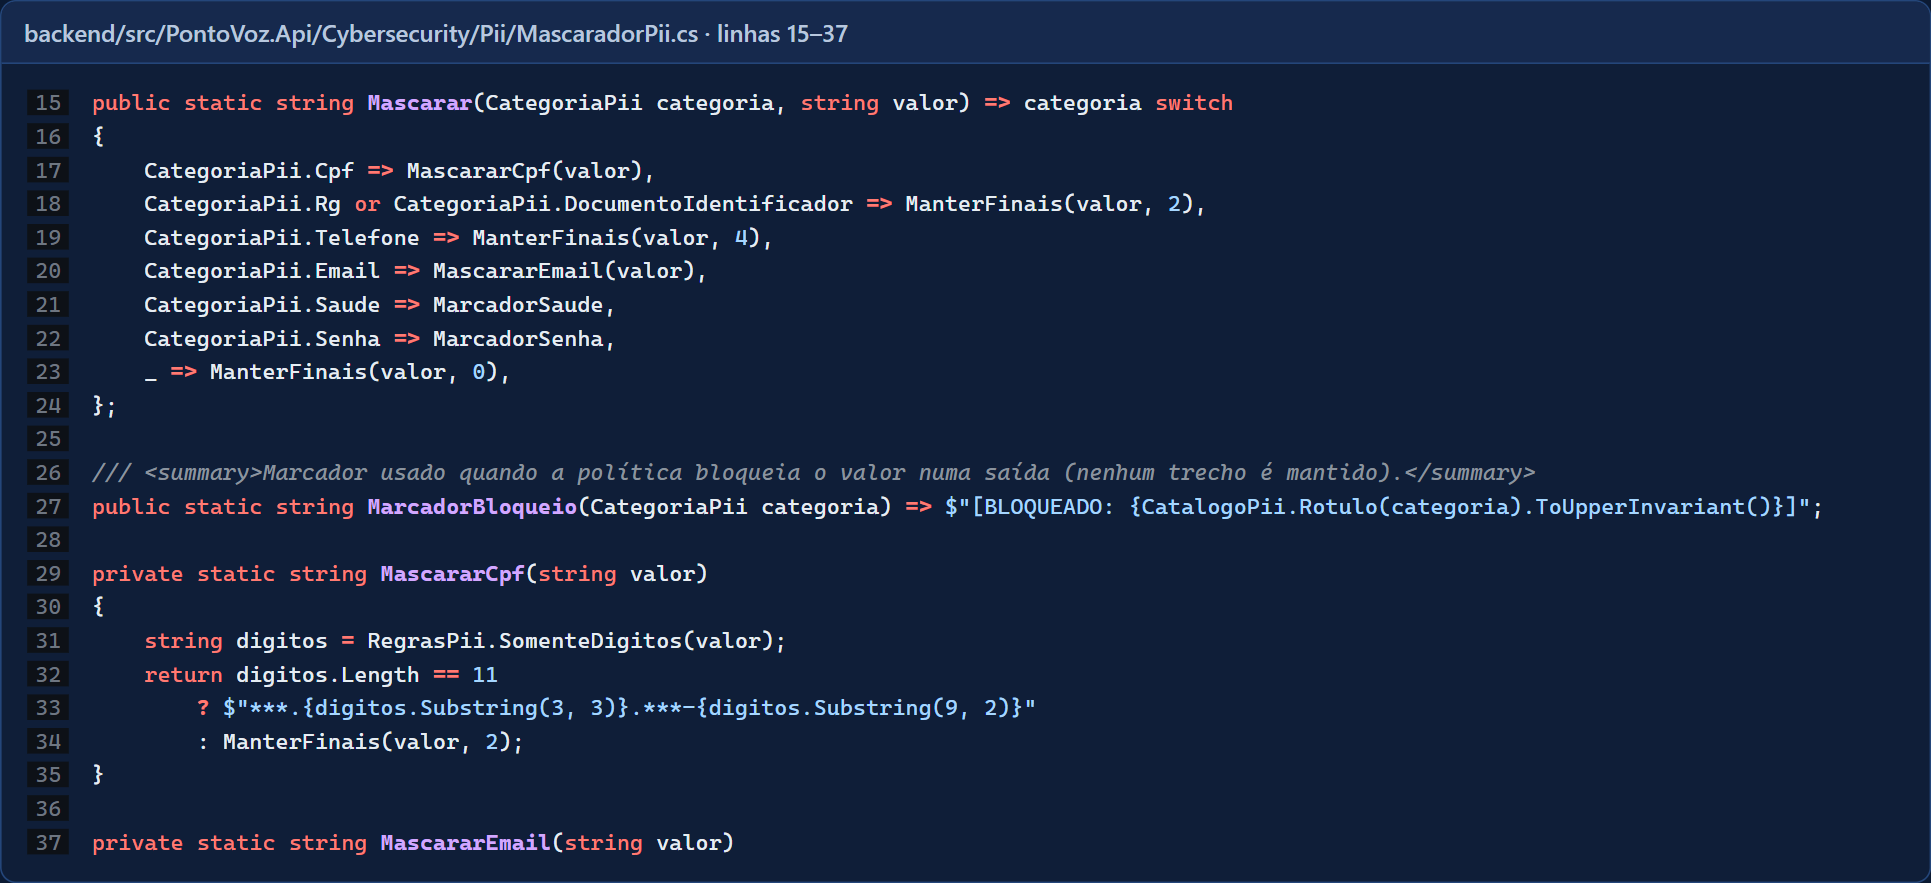 backend/src/PontoVoz.Api/Cybersecurity/Pii/MascaradorPii.cs · linhas 15–37
15 public static string Mascarar(CategoriaPii categoria, string valor) => categoria switch
16 {
17     CategoriaPii.Cpf => MascararCpf(valor),
18     CategoriaPii.Rg or CategoriaPii.DocumentoIdentificador => ManterFinais(valor, 2),
19     CategoriaPii.Telefone => ManterFinais(valor, 4),
20     CategoriaPii.Email => MascararEmail(valor),
21     CategoriaPii.Saude => MarcadorSaude,
22     CategoriaPii.Senha => MarcadorSenha,
23     _ => ManterFinais(valor, 0),
24 };
25
26 /// <summary>Marcador usado quando a política bloqueia o valor numa saída (nenhum trecho é mantido).</summary>
27 public static string MarcadorBloqueio(CategoriaPii categoria) => $"[BLOQUEADO: {CatalogoPii.Rotulo(categoria).ToUpperInvariant()}]";
28
29 private static string MascararCpf(string valor)
30 {
31     string digitos = RegrasPii.SomenteDigitos(valor);
32     return digitos.Length == 11
33         ? $"***.{digitos.Substring(3, 3)}.***-{digitos.Substring(9, 2)}"
34         : ManterFinais(valor, 2);
35 }
36
37 private static string MascararEmail(string valor)